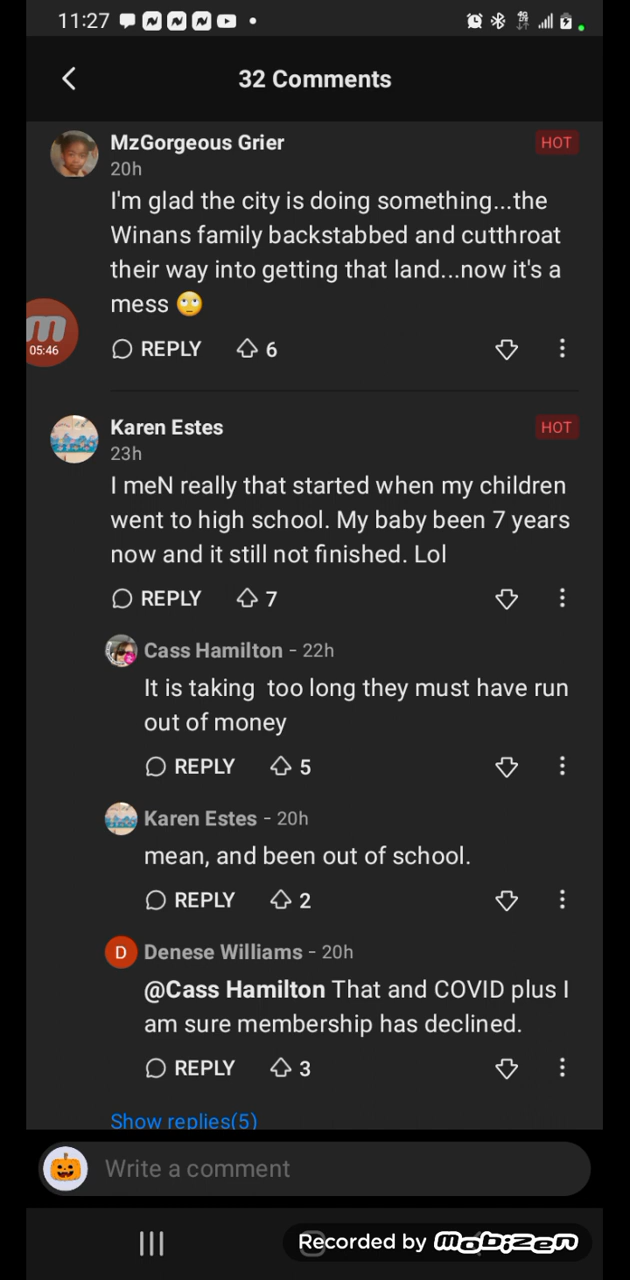 11:27
32 Comments
MzGorgeous Grier
HOT
20h
I'm glad the city is doing something...the
Winans family backstabbed and cutthroat
their way into getting that land...now it's a
mess 🙄
m
05:46
REPLY 6
Karen Estes
HOT
23h
I meN really that started when my children
went to high school. My baby been 7 years
now and it still not finished. Lol
REPLY 7
Cass Hamilton - 22h
It is taking  too long they must have run
out of money
REPLY 5
Karen Estes - 20h
mean, and been out of school.
REPLY 2
D
Denese Williams - 20h
@Cass Hamilton That and COVID plus I
am sure membership has declined.
REPLY 3
Show replies(5)
Write a comment
Recorded by mobizen